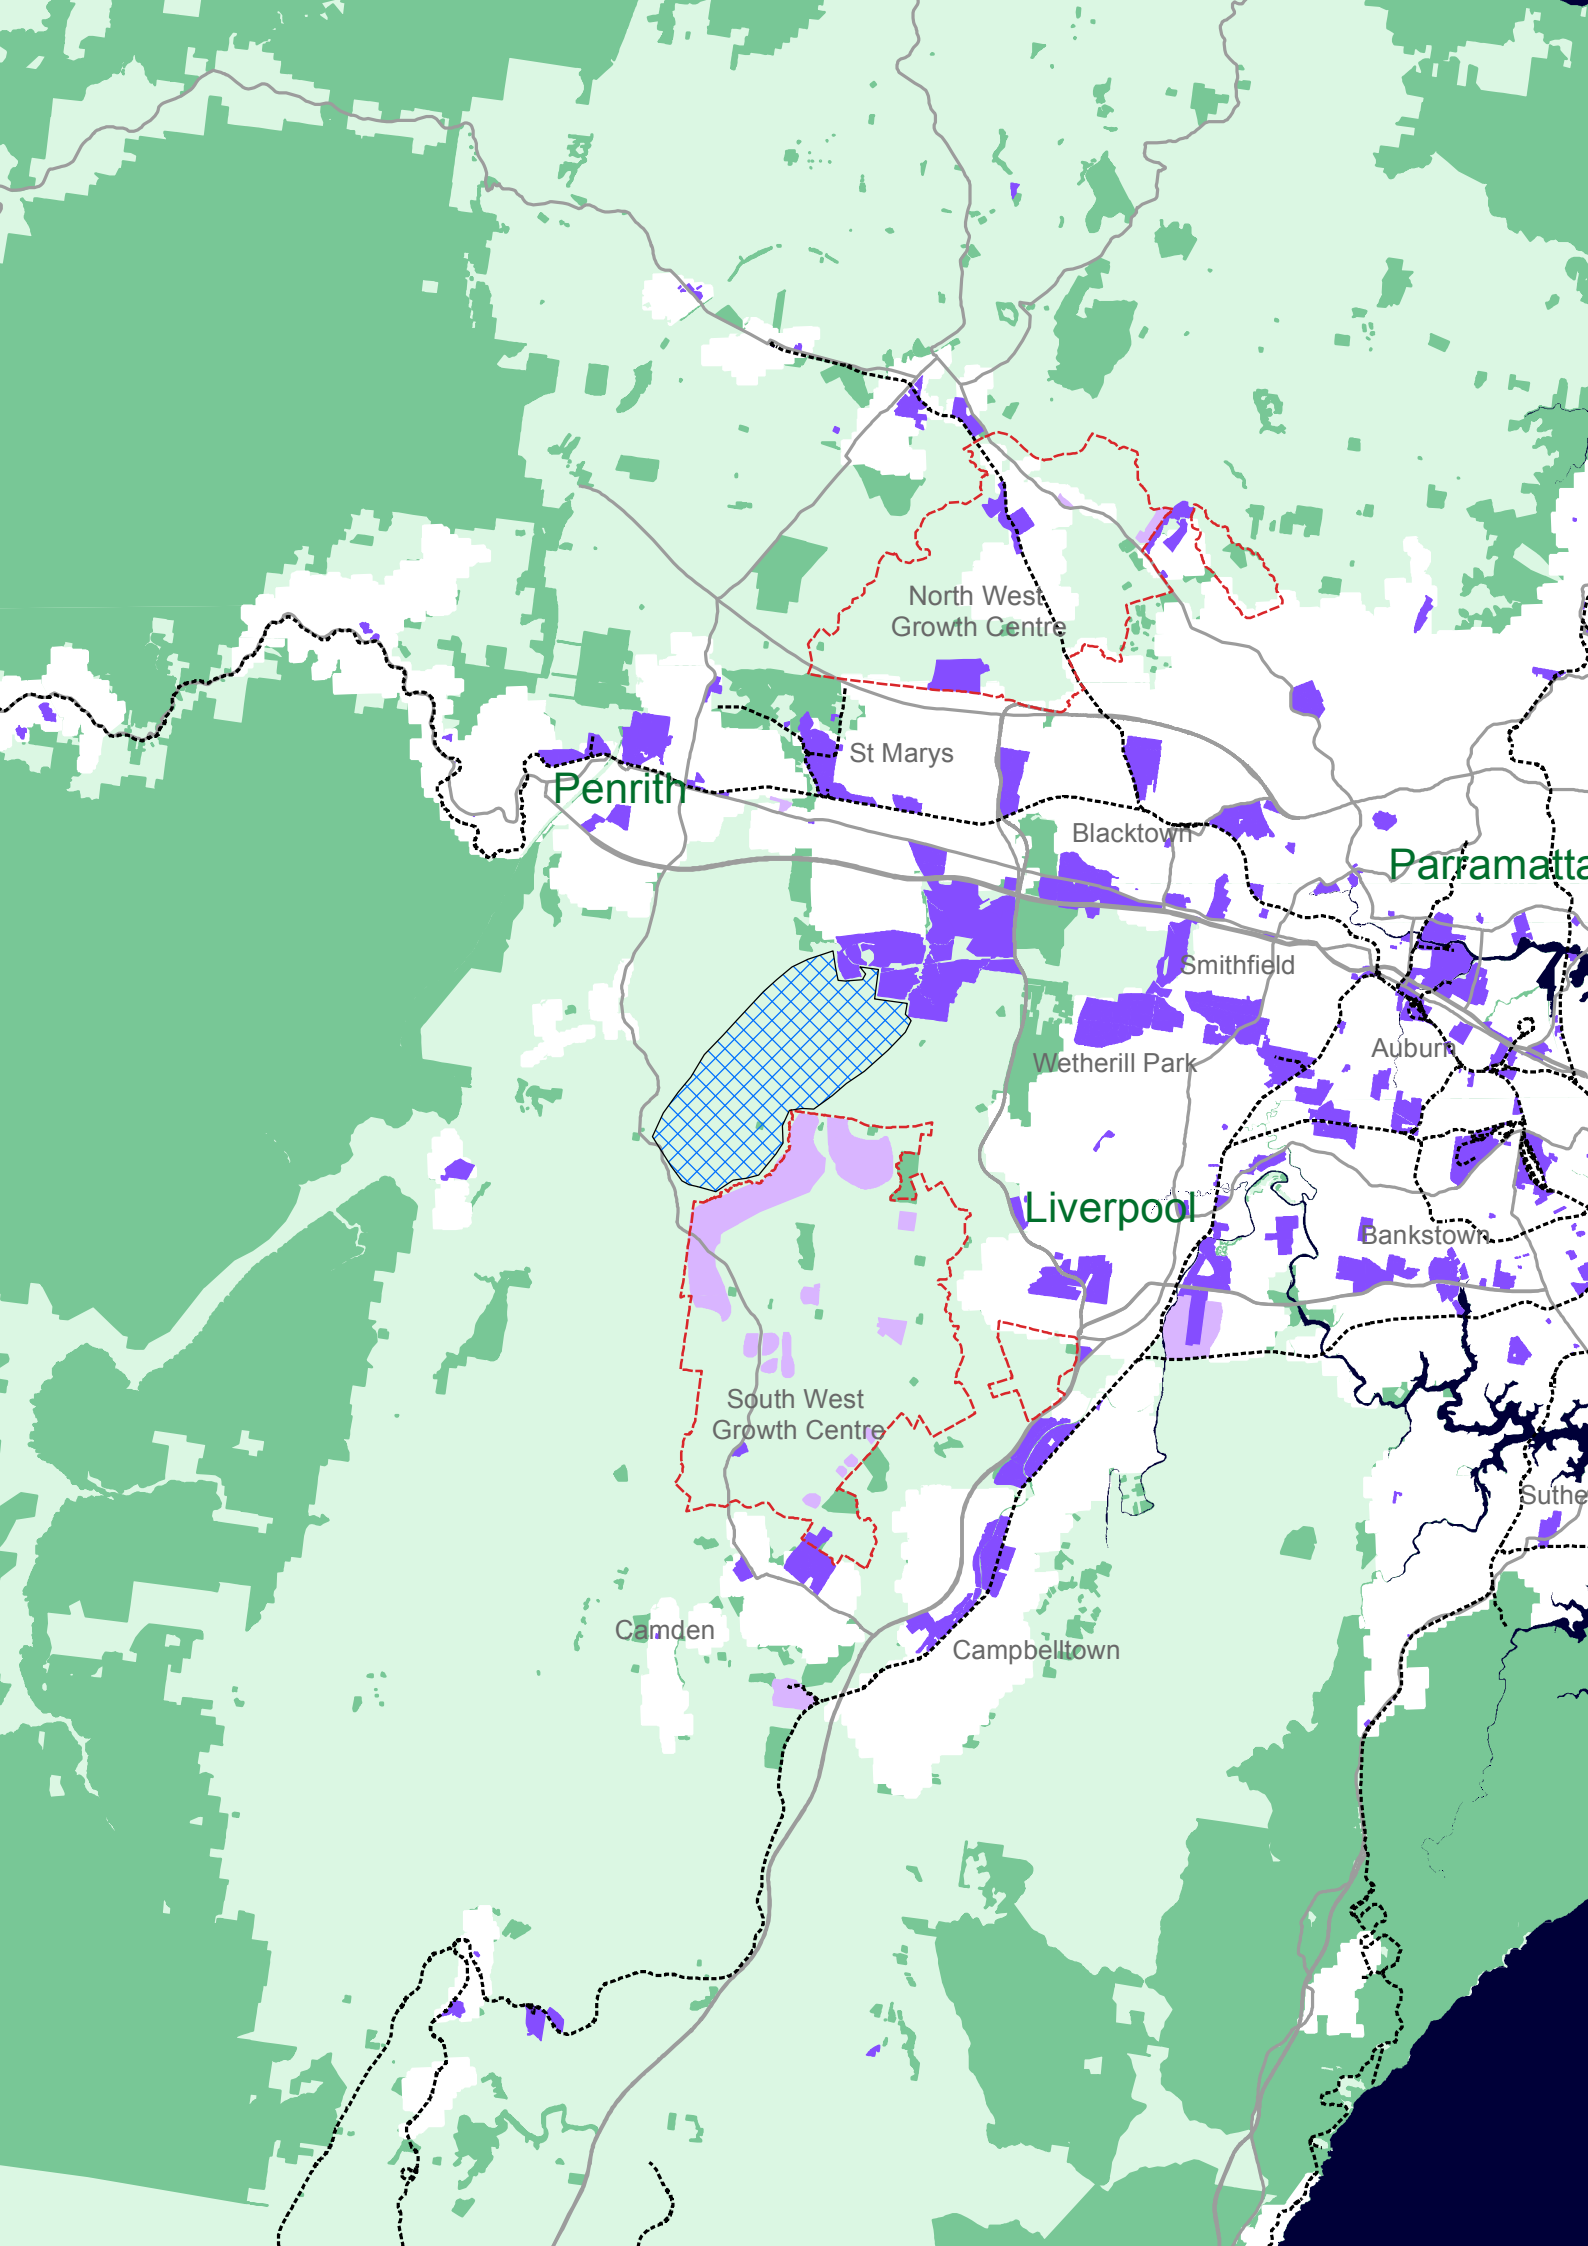 North West
Growth Centre
St Marys
Penrith
Blacktown
Parramatta
Smithfield
Auburn
Wetherill Park
Liverpool
Bankstown
South West
Growth Centre
Suthe
Camden
Campbelltown